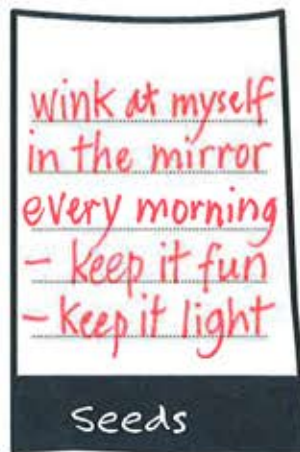 wink at myself
in the mirror
every morning
- keep it fun
- keep it light
Seeds